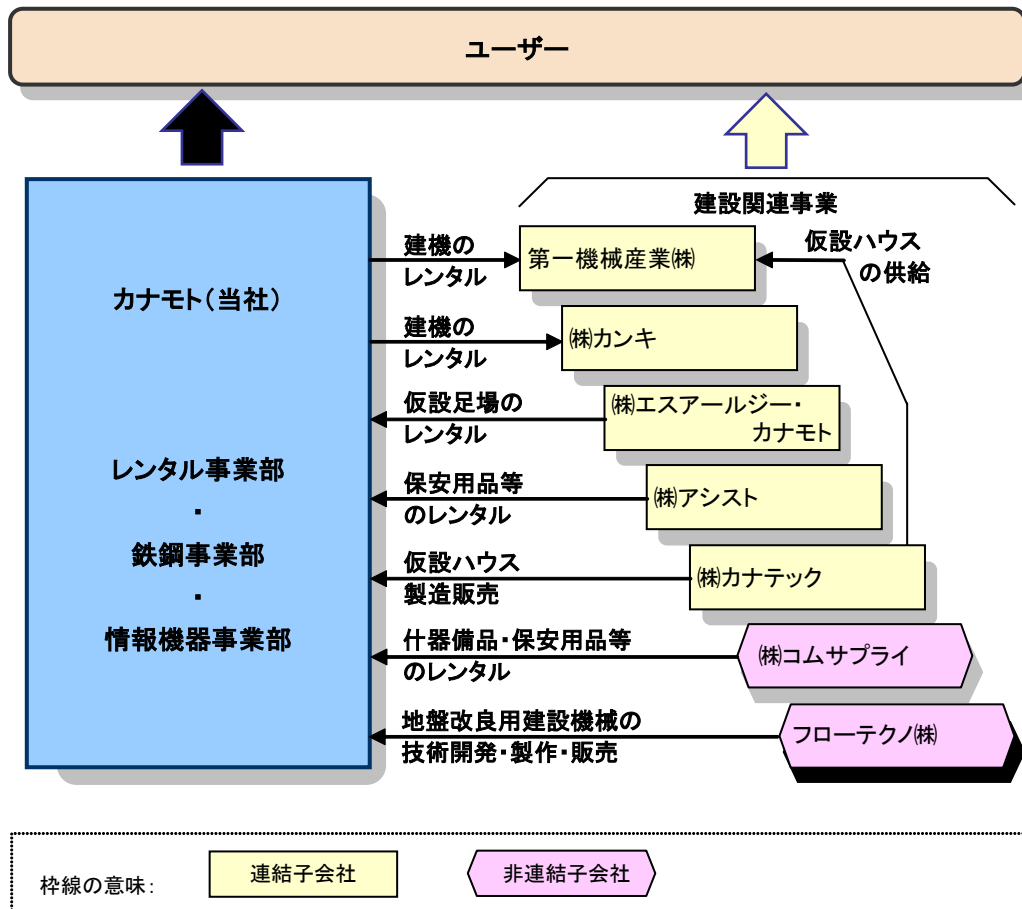 ユーザー
建設関連事業
カナモト（当社）
レンタル事業部
・
鉄鋼事業部
・
情報機器事業部
建機の
レンタル
第一機械産業㈱
仮設ハウス
の供給
建機の
レンタル
㈱カンキ
仮設足場の
レンタル
㈱エスアールジー・
カナモト
保安用品等
のレンタル
㈱アシスト
仮設ハウス
製造販売
㈱カナテック
什器備品・保安用品等
のレンタル
㈱コムサプライ
地盤改良用建設機械の
技術開発・製作・販売
フローテクノ㈱
枠線の意味：
連結子会社
非連結子会社